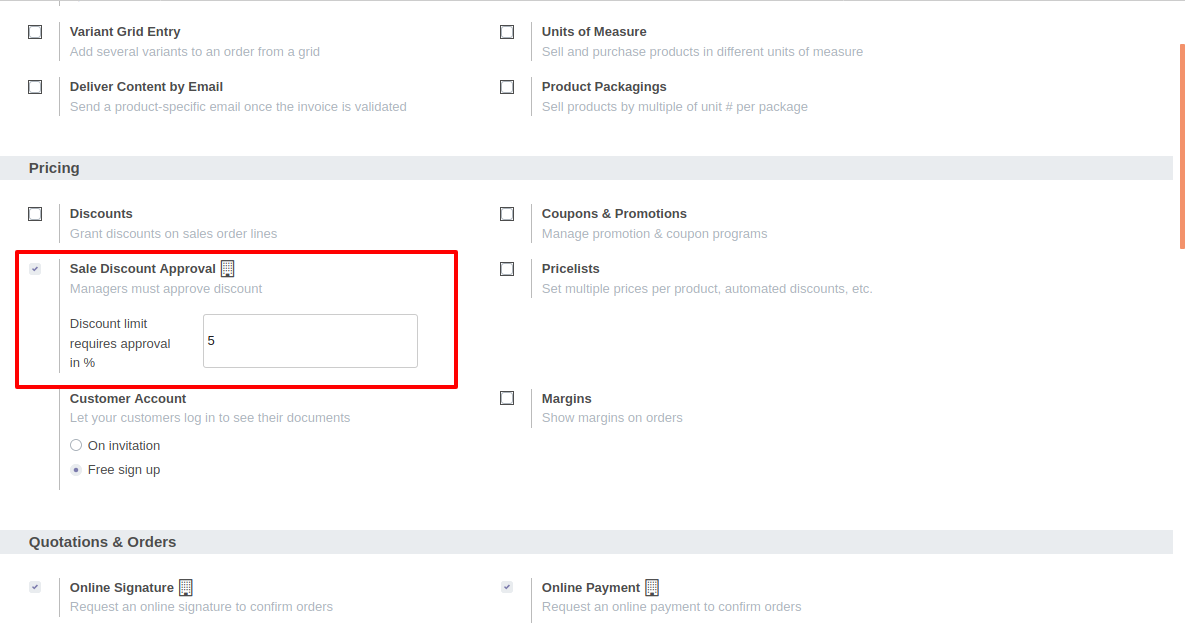 Variant Grid Entry
Add several variants to an order from a grid
Units of Measure
Sell and purchase products in different units of measure
Deliver Content by Email
Send a product-specific email once the invoice is validated
Product Packagings
Sell products by multiple of unit # per package
Pricing
Discounts
Grant discounts on sales order lines
Coupons & Promotions
Manage promotion & coupon programs
Sale Discount Approval
Managers must approve discount
Discount limit
requires approval
in %
5
Pricelists
Set multiple prices per product, automated discounts, etc.
Customer Account
Let your customers log in to see their documents
On invitation
Free sign up
Margins
Show margins on orders
Quotations & Orders
Online Signature
Request an online signature to confirm orders
Online Payment
Request an online payment to confirm orders